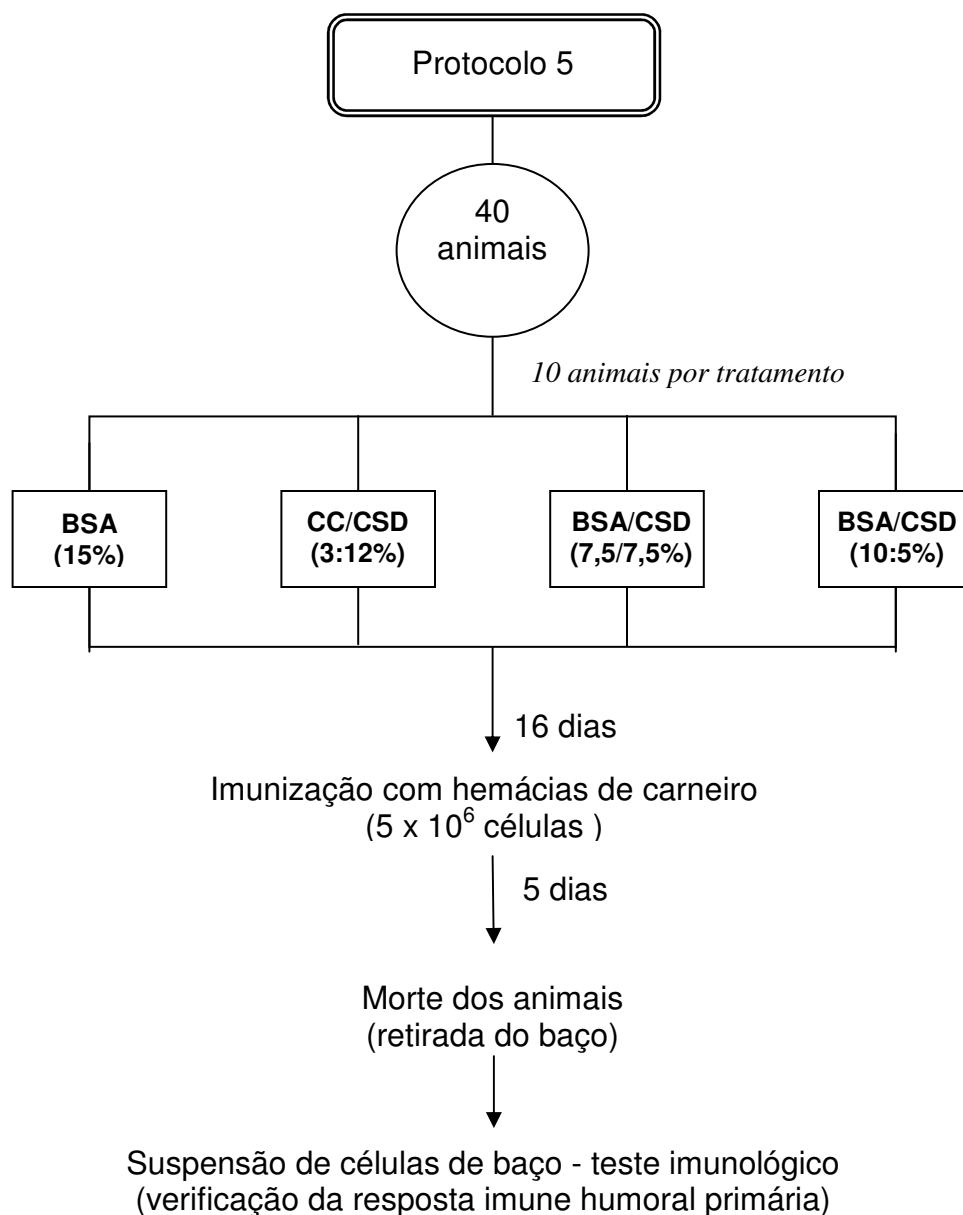 Protocolo 5
40
animais
10 animais por tratamento
BSA
(15%)
CC/CSD
(3:12%)
BSA/CSD
(7,5/7,5%)
BSA/CSD
(10:5%)
16 dias
Imunização com hemácias de carneiro
(5 x 10⁶ células )
5 dias
Morte dos animais
(retirada do baço)
Suspensão de células de baço - teste imunológico
(verificação da resposta imune humoral primária)